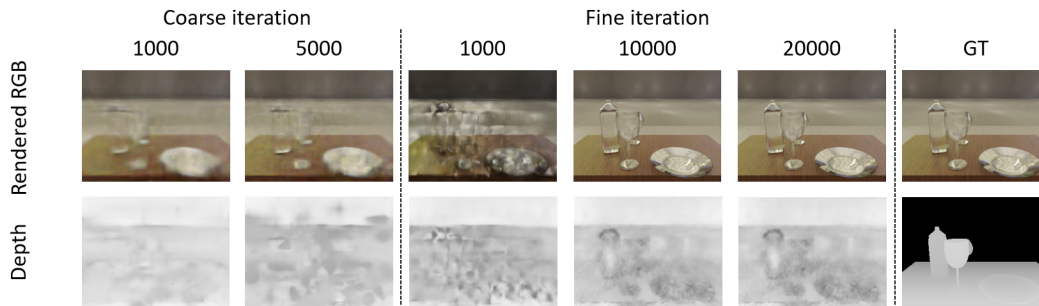 Coarse iteration
Fine iteration
1000
5000
1000
10000
20000
GT
Rendered RGB
Depth